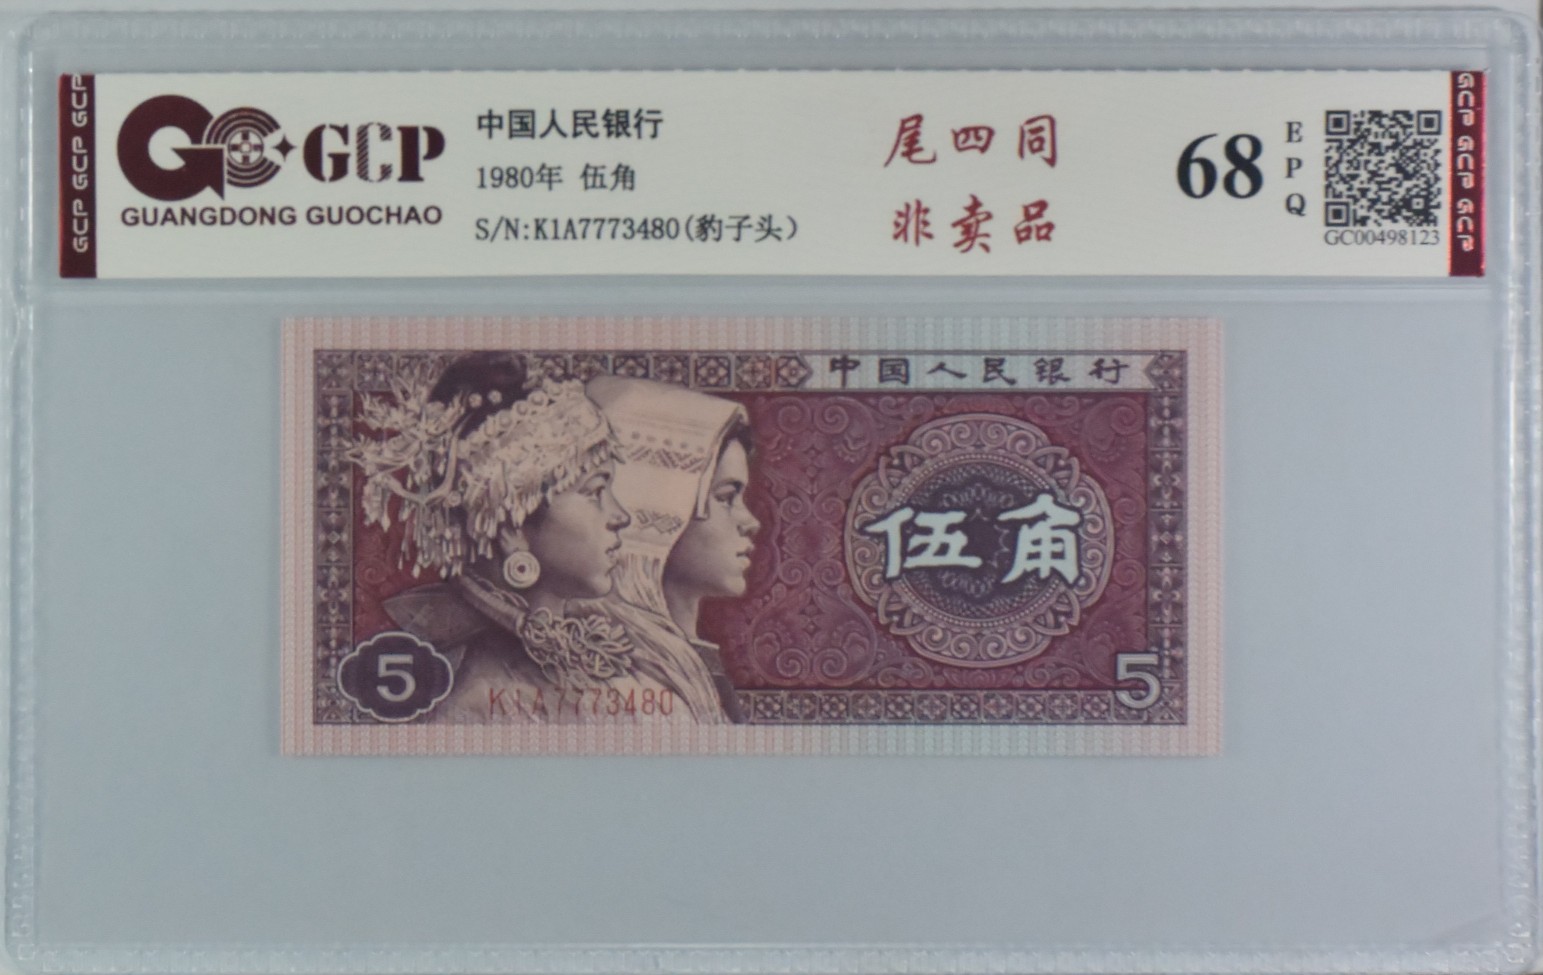 GCP GCP GCP
GCP
GUANGDONG GUOCHAO
中国人民银行
1980年 伍角
S/N:K1A7773480(豹子头)
尾四同
非卖品
68
EPQ
GC00498123
GCP GCP GCP
中国人民银行
伍角
5
K1A7773480
5